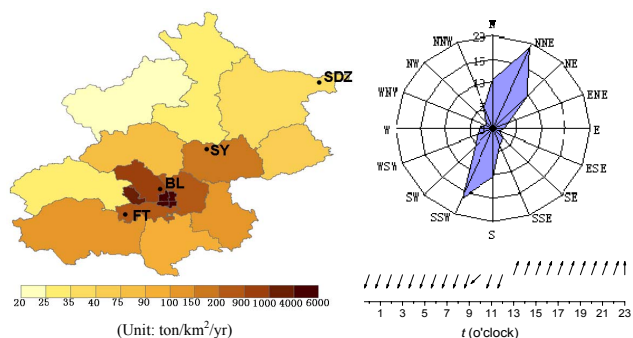 SDZ
SY
BL
FT
20 25 35 40 75 90 100 150 200 900 1000 4000 6000
(Unit: ton/km²/yr)
N
NNW NNE
NW NE
WNW ENE
W E
WSW ESE
SW SE
SSW SSE
S
23
15
13
1 3 5 7 9 11 13 15 17 19 21 23
t (o'clock)